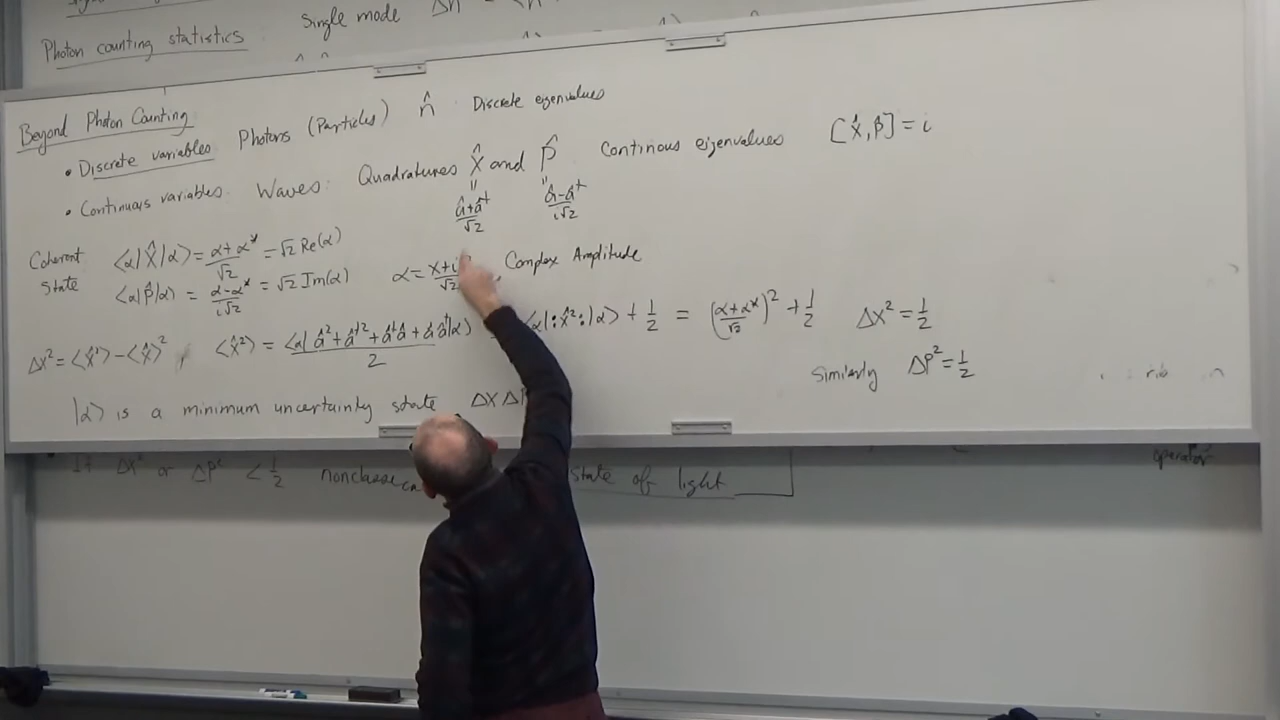 Photon counting statistics Single mode
Beyond Photon Counting
• Discrete variables Photons (Particles) n̂ Discrete eigenvalues
• Continuous variables. Waves: Quadratures X̂ and P̂ Continous eigenvalues [X̂,P̂]=i
" "
(â+â†)/√2 (â-â†)/(i√2)
Coherent State
⟨α|X̂|α⟩ = (α+α*)/√2 = √2 Re(α)
⟨α|P̂|α⟩ = (α-α*)/(i√2) = √2 Im(α) α = X+i /√2 Complex Amplitude
ΔX² = ⟨X̂²⟩ - ⟨X̂⟩² , ⟨X̂²⟩ = ⟨α|â²+â†²+â†â+ââ†|α⟩/2 ⟨α|:X̂²:|α⟩ + 1/2 = ((α+α*)/√2)² + 1/2 ΔX² = 1/2
Similarly ΔP² = 1/2
|α⟩ is a minimum uncertainty state ΔX Δ
If ΔX² or ΔP² < 1/2 state of light
operator